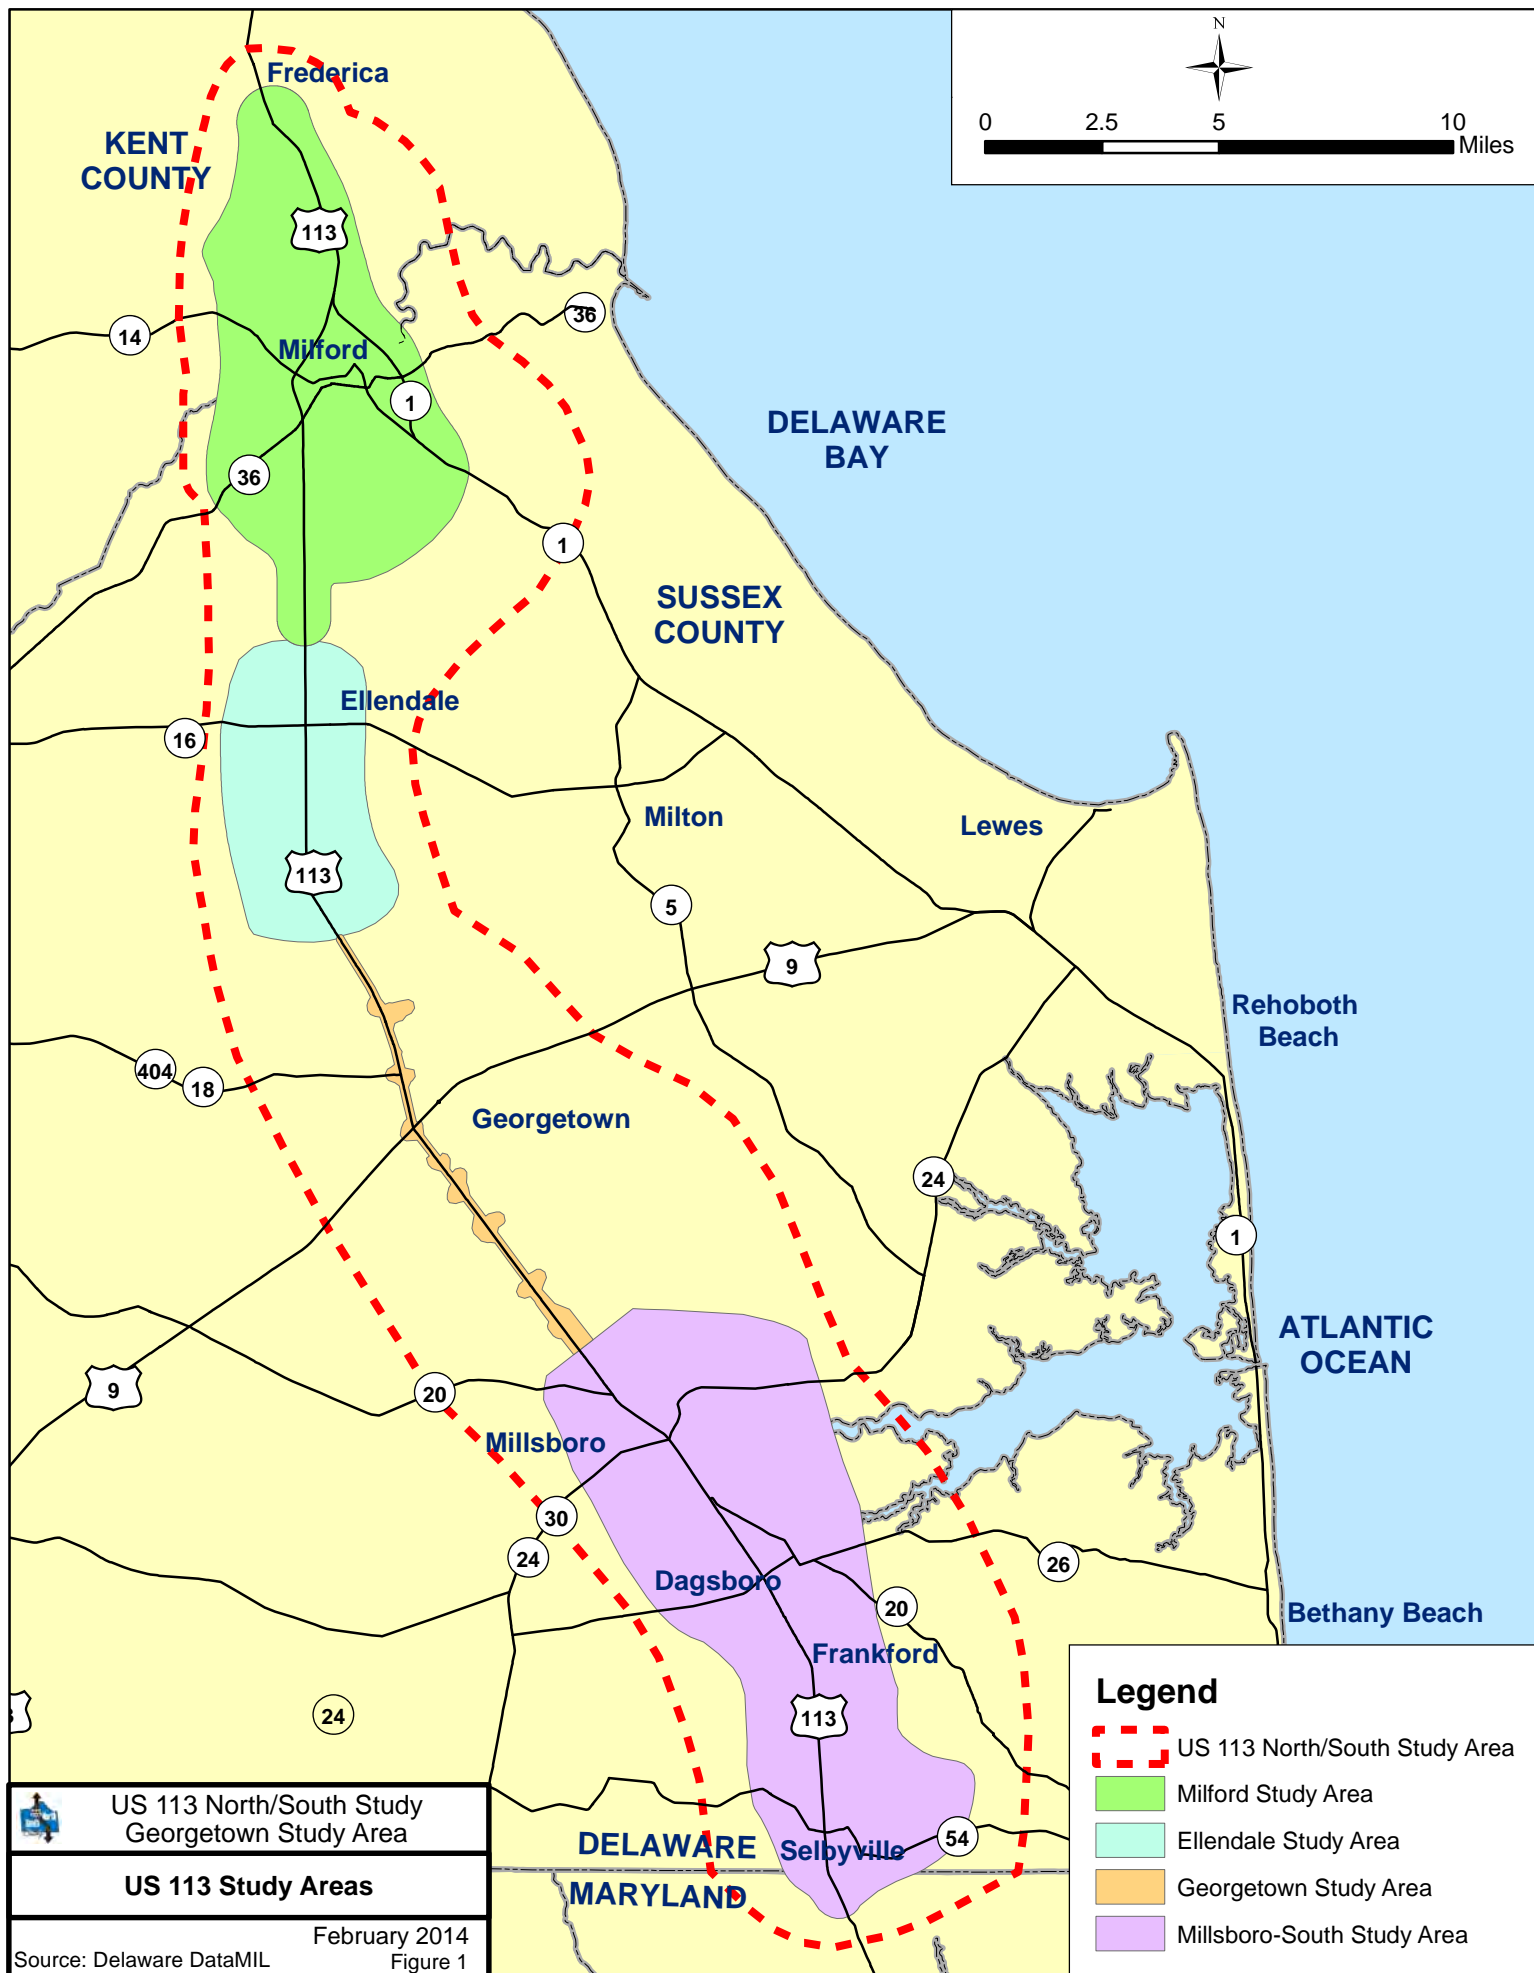 N
0 2.5 5 10
Miles
Frederica
KENT
COUNTY
113
36
14
Milford
1
36
DELAWARE
BAY
1
SUSSEX
COUNTY
Ellendale
16
Milton
Lewes
113
5
9
Rehoboth
Beach
404
18
Georgetown
24
1
ATLANTIC
OCEAN
9
20
Millsboro
30
24
26
Dagsboro
20
Bethany Beach
Frankford
24
113
54
DELAWARE
Selbyville
MARYLAND
Legend
US 113 North/South Study Area
Milford Study Area
Ellendale Study Area
Georgetown Study Area
Millsboro-South Study Area
US 113 North/South Study
Georgetown Study Area
US 113 Study Areas
February 2014
Source: Delaware DataMIL
Figure 1